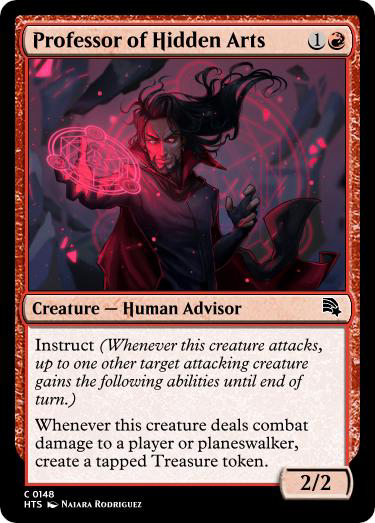 Professor of Hidden Arts 1
Creature — Human Advisor
Instruct (Whenever this creature attacks,
up to one other target attacking creature
gains the following abilities until end of
turn.)
Whenever this creature deals combat
damage to a player or planeswalker,
create a tapped Treasure token.
2/2
C 0148
HTS NAIARA RODRIGUEZ